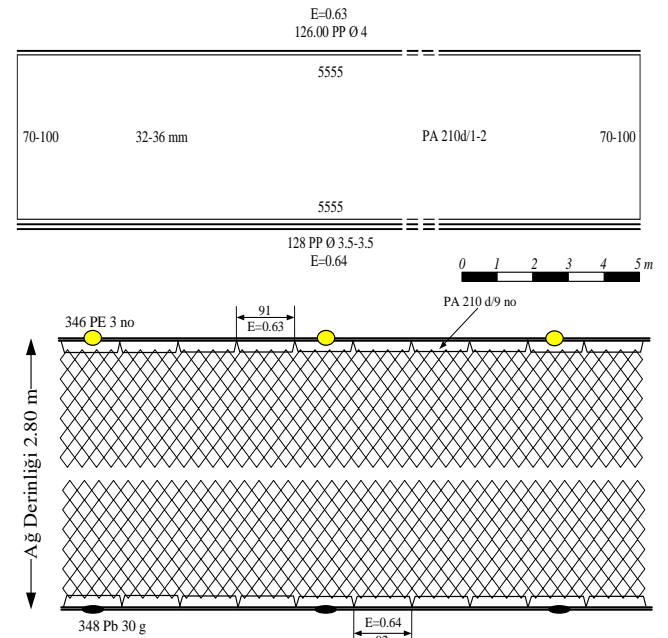 E=0.63
126.00 PP Ø 4
5555
70-100 32-36 mm PA 210d/1-2 70-100
5555
128 PP Ø 3.5-3.5
E=0.64
0 1 2 3 4 5 m
PA 210 d/9 no
346 PE 3 no
91
E=0.63
Ağ Derinliği 2.80 m
348 Pb 30 g
E=0.64